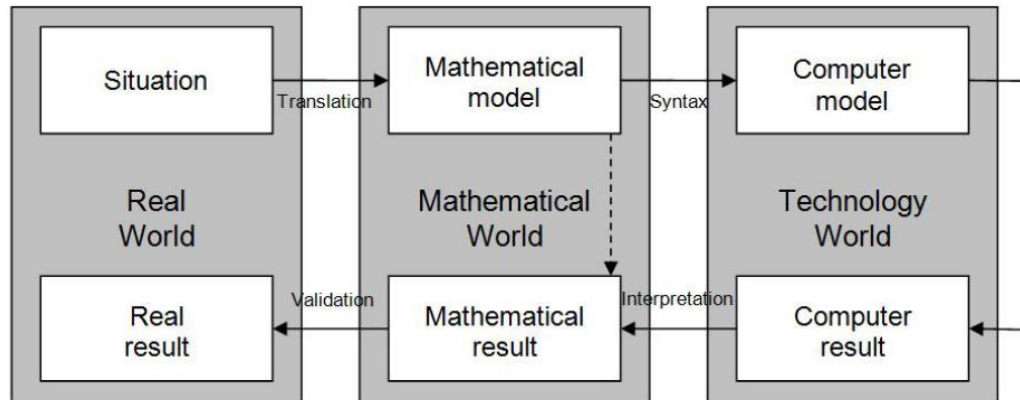 Situation
Translation
Mathematical
model
Syntax
Computer
model
Real
World
Mathematical
World
Technology
World
Real
result
Validation
Mathematical
result
Interpretation
Computer
result